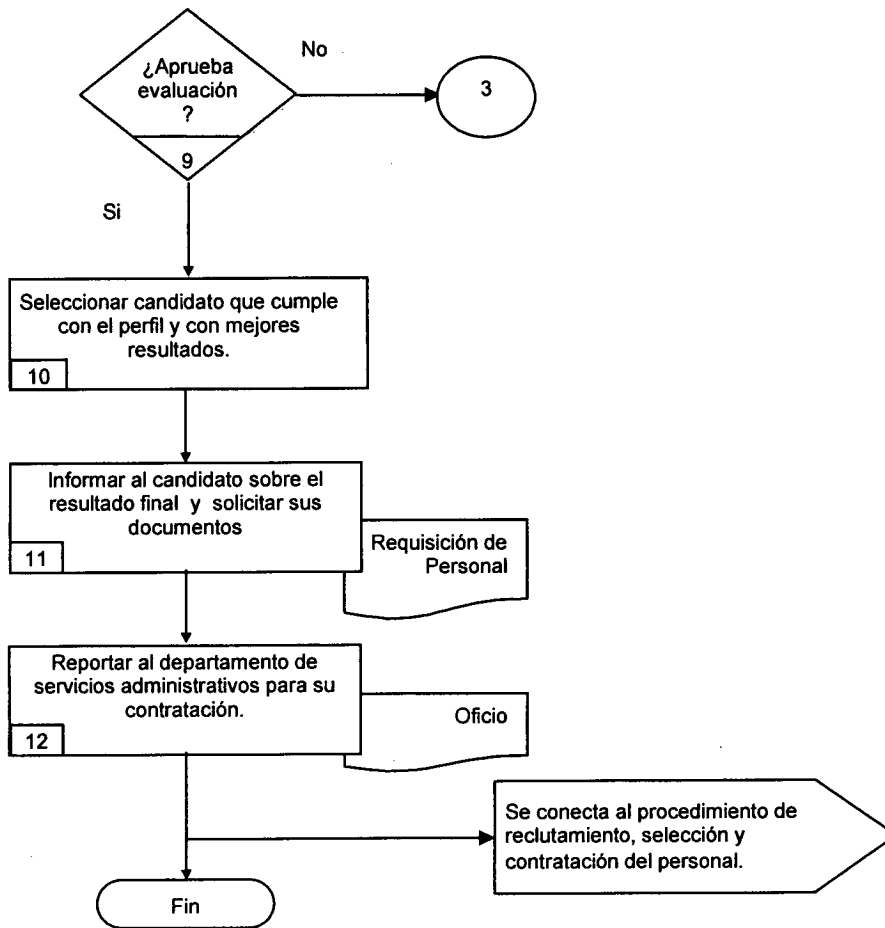 No
¿Aprueba
evaluación
?
9
3
Si
Seleccionar candidato que cumple
con el perfil y con mejores
resultados.
10
Informar al candidato sobre el
resultado final y solicitar sus
documentos
11
Requisición de
Personal
Reportar al departamento de
servicios administrativos para su
contratación.
12
Oficio
Se conecta al procedimiento de
reclutamiento, selección y
contratación del personal.
Fin